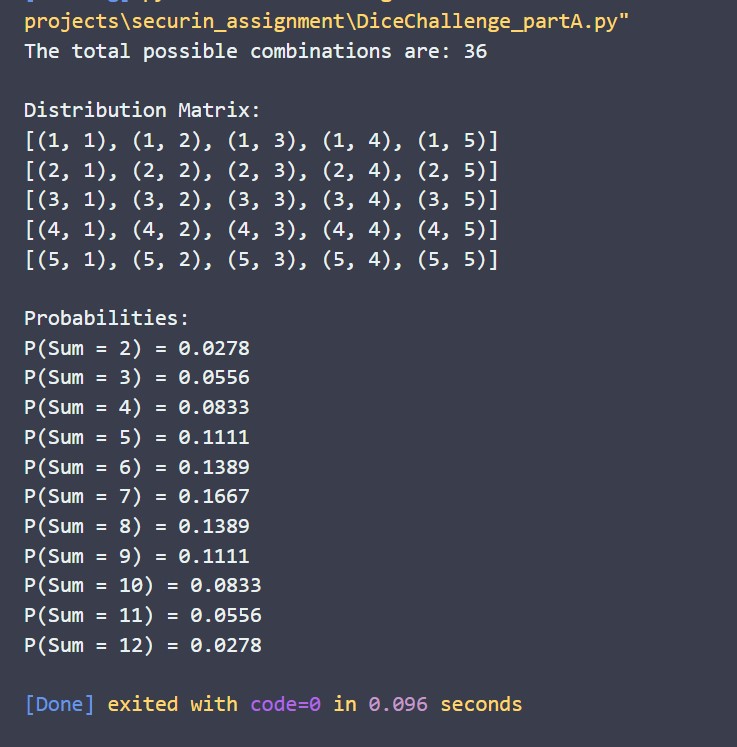 projects\securin_assignment\DiceChallenge_partA.py"
The total possible combinations are: 36
Distribution Matrix:
[(1, 1), (1, 2), (1, 3), (1, 4), (1, 5)]
[(2, 1), (2, 2), (2, 3), (2, 4), (2, 5)]
[(3, 1), (3, 2), (3, 3), (3, 4), (3, 5)]
[(4, 1), (4, 2), (4, 3), (4, 4), (4, 5)]
[(5, 1), (5, 2), (5, 3), (5, 4), (5, 5)]
Probabilities:
P(Sum = 2) = 0.0278
P(Sum = 3) = 0.0556
P(Sum = 4) = 0.0833
P(Sum = 5) = 0.1111
P(Sum = 6) = 0.1389
P(Sum = 7) = 0.1667
P(Sum = 8) = 0.1389
P(Sum = 9) = 0.1111
P(Sum = 10) = 0.0833
P(Sum = 11) = 0.0556
P(Sum = 12) = 0.0278
[Done] exited with code=0 in 0.096 seconds